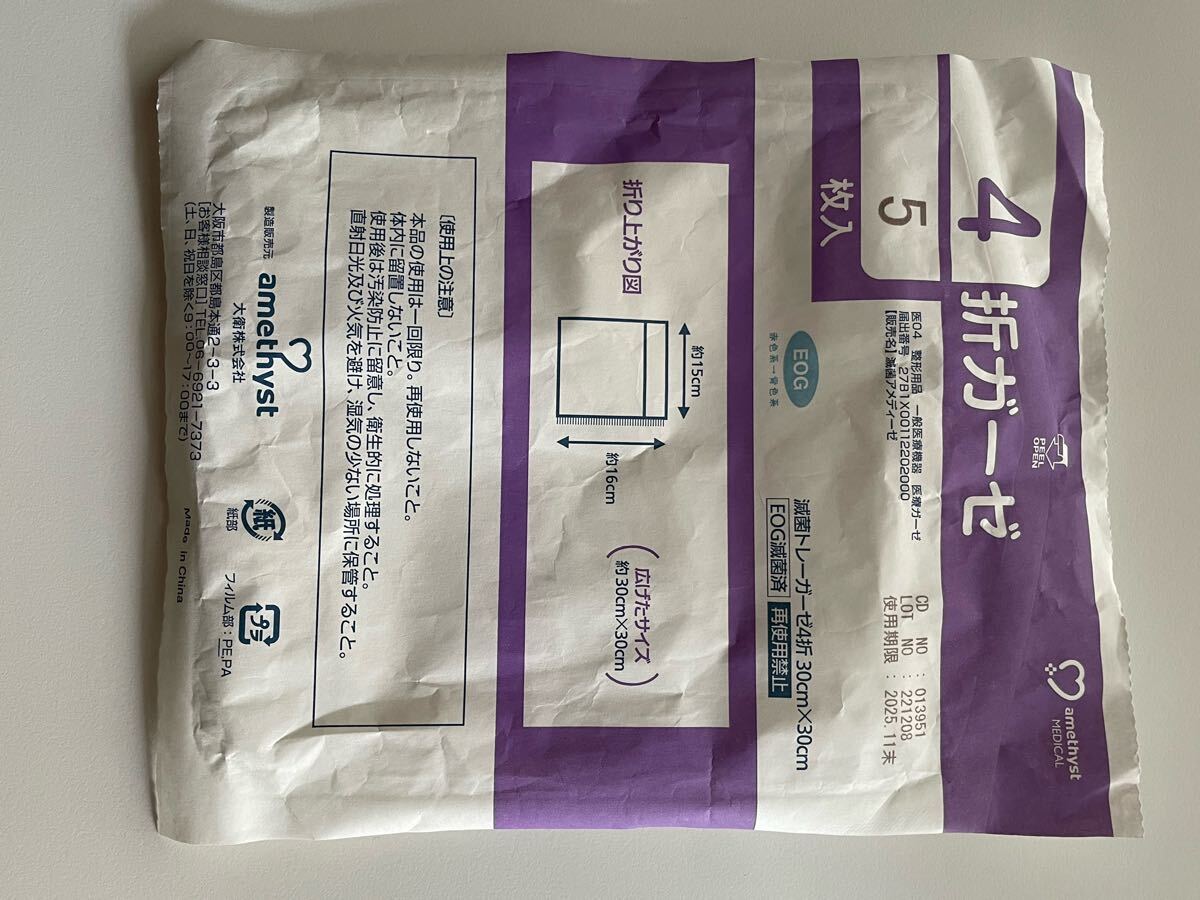 4折ガーゼ
5
枚入
PEEL
OPEN
amethyst
MEDICAL
医04 整形用品 一般医療機器 医療ガーゼ
届出番号 27B1X00112202000
【販売名】滅菌アメディーゼ
CD NO : 013951
LOT NO : 221208
使用期限 : 2025.11末
EOG
赤色系→青色系
滅菌トレーガーゼ4折 30cm×30cm
EOG滅菌済 再使用禁止
折り上がり図
約15cm
約16cm
(広げたサイズ
約30cm×30cm)
[使用上の注意]
本品の使用は一回限り。再使用しないこと。
体内に留置しないこと。
使用後は汚染防止に留意し、衛生的に処理すること。
直射日光及び火気を避け、湿気の少ない場所に保管すること。
製造販売元
amethyst
大衛株式会社
大阪市都島区都島本通2-3-3
[お客様相談窓口] TEL.06-6921-7373
(土、日、祝日を除く9:00〜17:00まで)
紙
紙部
プラ
フィルム部:PE,PA
Made in China